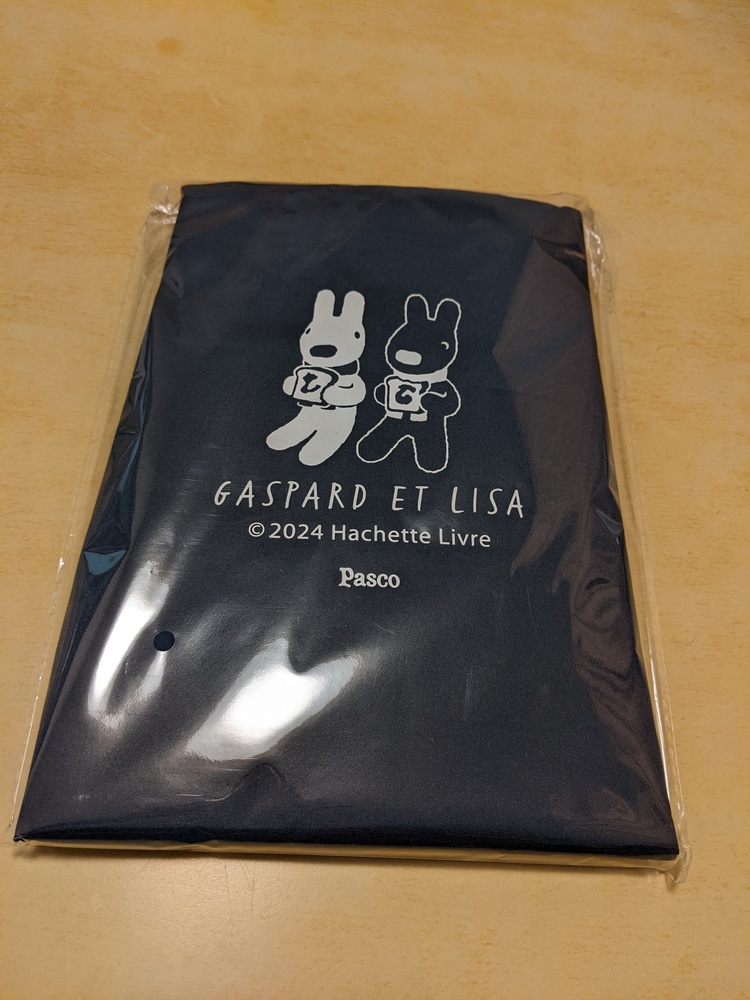 L G
GASPARD ET LISA
© 2024 Hachette Livre
Pasco